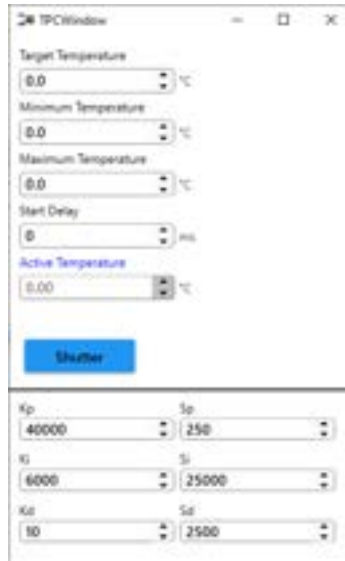 TPCWindow
Target Temperature
0.0 °C
Minimum Temperature
0.0 °C
Maximum Temperature
0.0 °C
Start Delay
0 ms
Active Temperature
0.00 °C
Shutter
Kp Sp
40000 250
Ki Si
6000 25000
Kd Sd
10 2500